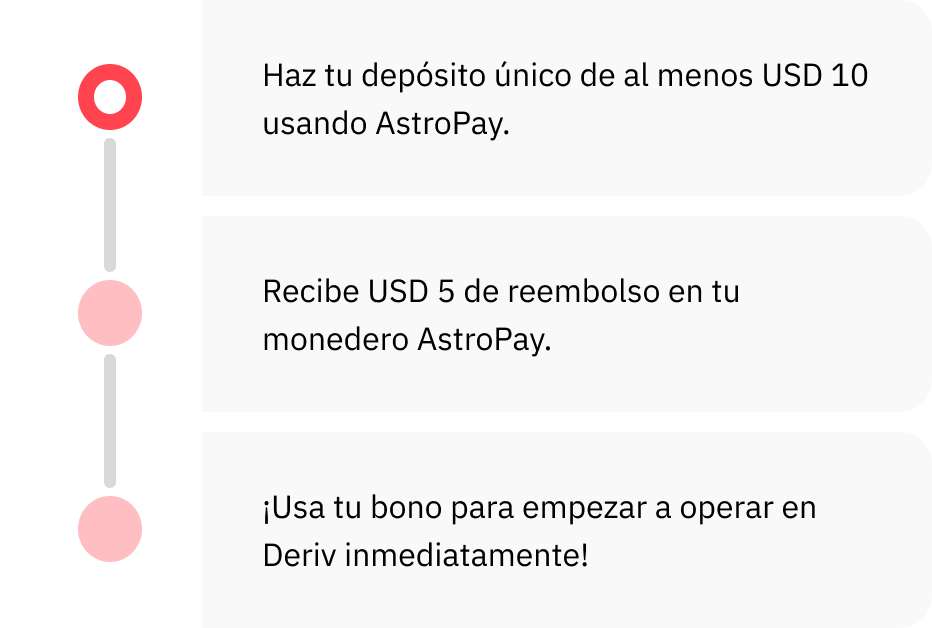 Haz tu depósito único de al menos USD 10
usando AstroPay.
Recibe USD 5 de reembolso en tu
monedero AstroPay.
¡Usa tu bono para empezar a operar en
Deriv inmediatamente!